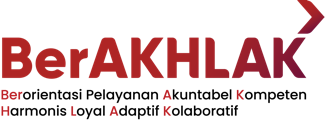 BerAKHLAK
Berorientasi Pelayanan Akuntabel Kompeten
Harmonis Loyal Adaptif Kolaboratif